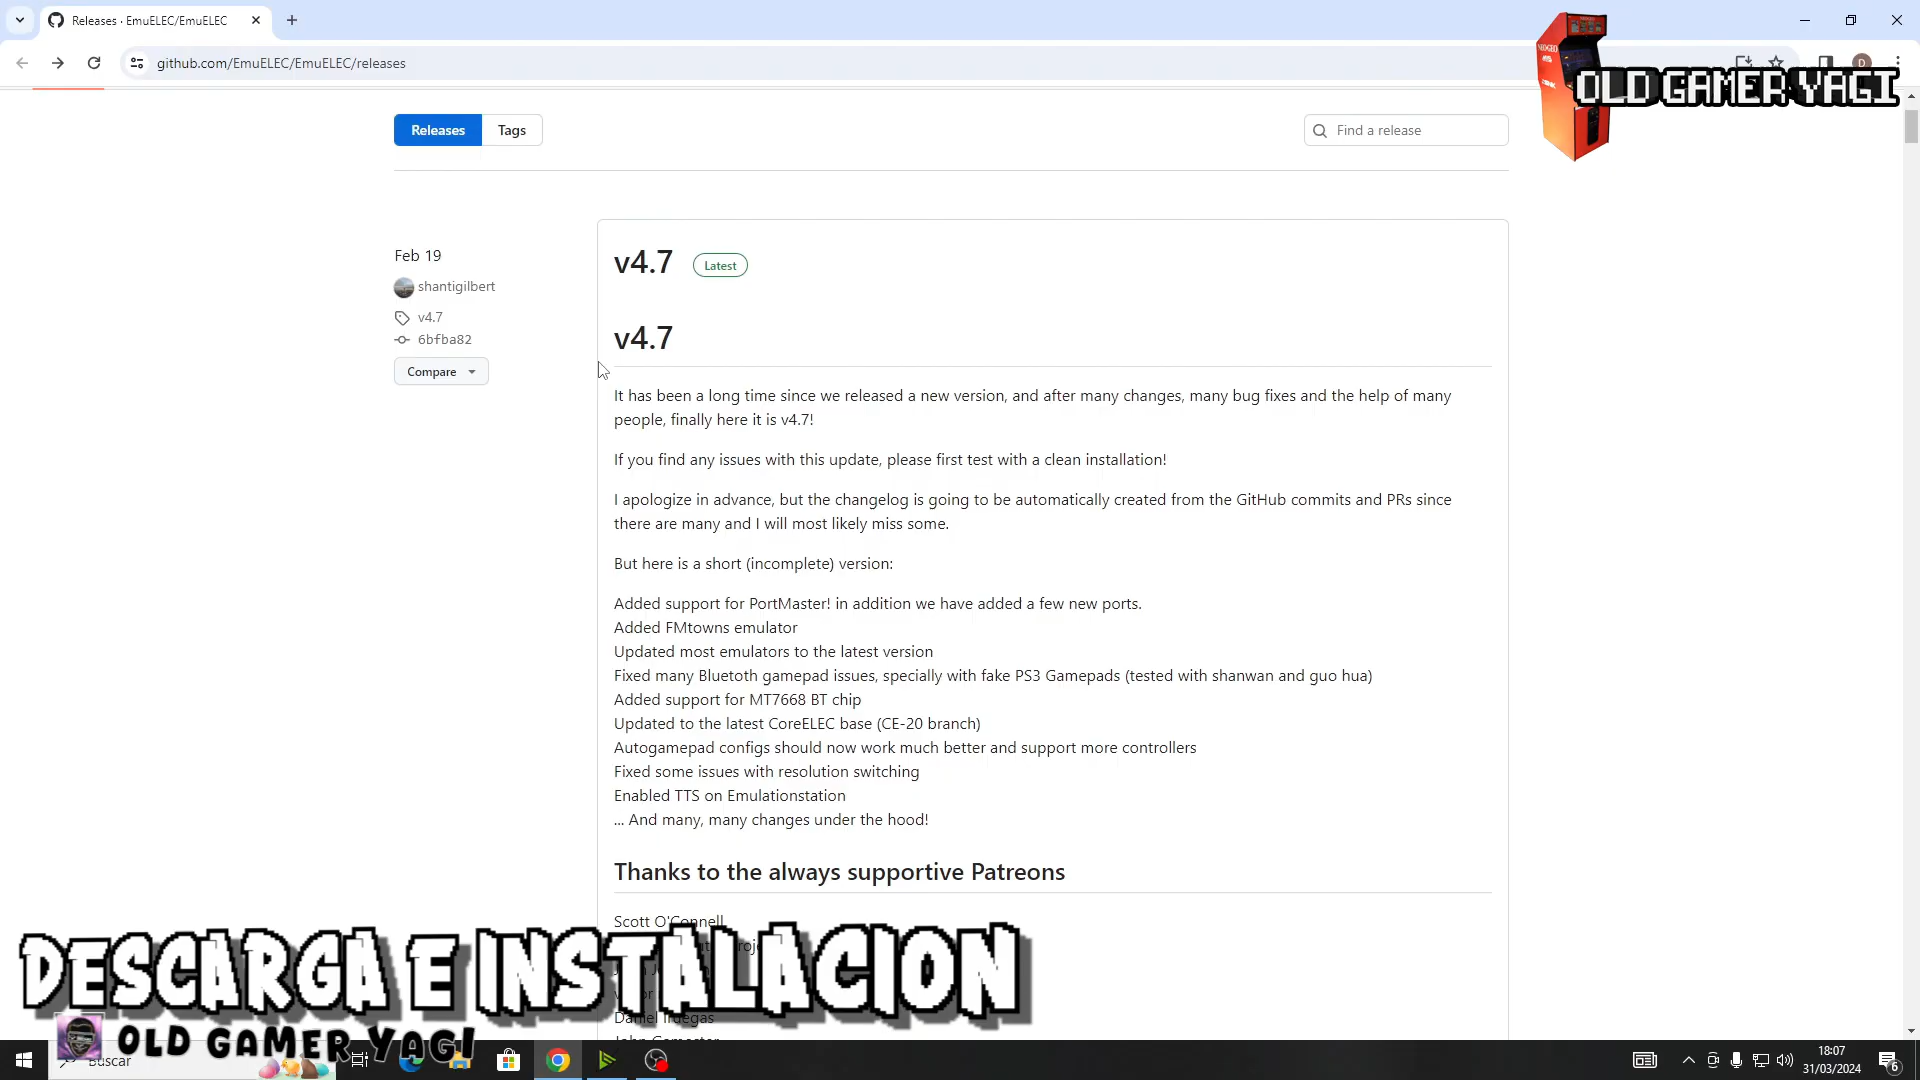 Releases · EmuELEC/EmuELEC
github.com/EmuELEC/EmuELEC/releases
D
NEOGEO
OLD GAMER YAGI
Releases
Tags
Find a release
Feb 19
shantigilbert
v4.7
6bfba82
Compare
v4.7
Latest
v4.7
It has been a long time since we released a new version, and after many changes, many bug fixes and the help of many
people, finally here it is v4.7!
If you find any issues with this update, please first test with a clean installation!
I apologize in advance, but the changelog is going to be automatically created from the GitHub commits and PRs since
there are many and I will most likely miss some.
But here is a short (incomplete) version:
Added support for PortMaster! in addition we have added a few new ports.
Added FMtowns emulator
Updated most emulators to the latest version
Fixed many Bluetoth gamepad issues, specially with fake PS3 Gamepads (tested with shanwan and guo hua)
Added support for MT7668 BT chip
Updated to the latest CoreELEC base (CE-20 branch)
Autogamepad configs should now work much better and support more controllers
Fixed some issues with resolution switching
Enabled TTS on Emulationstation
... And many, many changes under the hood!
Thanks to the always supportive Patreons
Scott O'Connell
DESCARGA E INSTALACION
Daniel
OLD GAMER YAGI
Buscar
18:07
31/03/2024
6